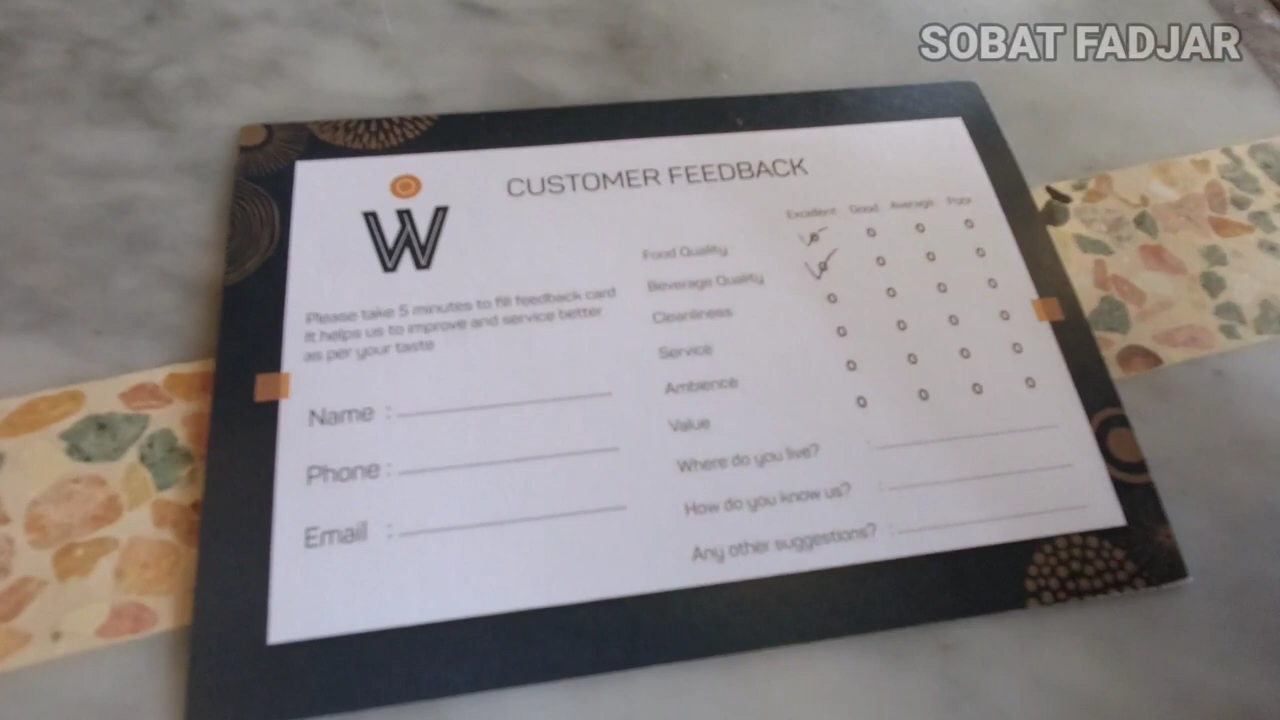 SOBAT FADJAR
W
CUSTOMER FEEDBACK
Please take 5 minutes to fill feedback card
It helps us to improve and service better
as per your taste
Name :
Phone :
Email :
Excellent Good Average Poor
Food Quality
Beverage Quality
Cleanliness
Service
Ambience
Value
Where do you live? :
How do you know us? :
Any other suggestions? :